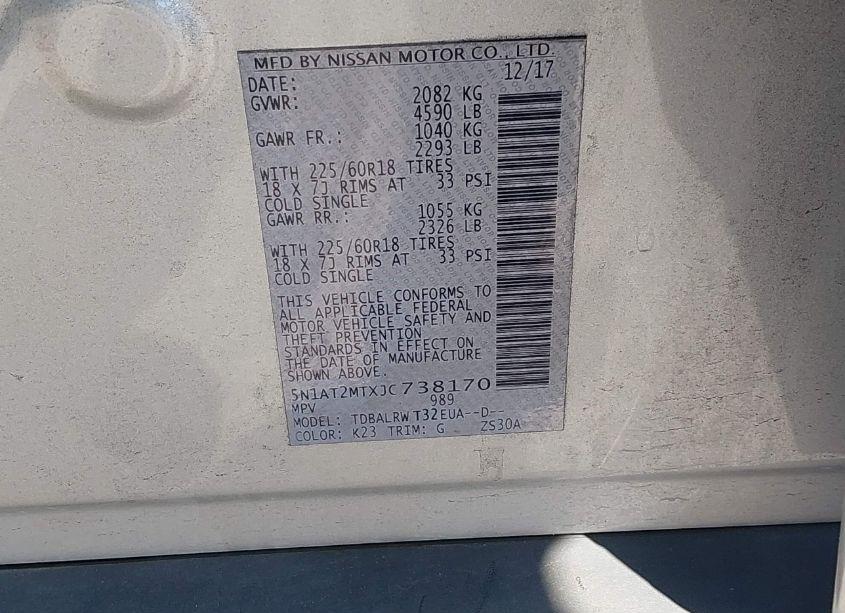 MFD BY NISSAN MOTOR CO., LTD.
DATE: 12/17
GVWR: 2082 KG
4590 LB
GAWR FR.: 1040 KG
2293 LB
WITH 225/60R18 TIRES
18 X 7J RIMS AT 33 PSI
COLD SINGLE
GAWR RR.: 1055 KG
2326 LB
WITH 225/60R18 TIRES
18 X 7J RIMS AT 33 PSI
COLD SINGLE
THIS VEHICLE CONFORMS TO
ALL APPLICABLE FEDERAL
MOTOR VEHICLE SAFETY AND
THEFT PREVENTION
STANDARDS IN EFFECT ON
THE DATE OF MANUFACTURE
SHOWN ABOVE.
5N1AT2MTXJC738170
MPV 989
MODEL: TDBALRWT32EUA--D--
COLOR: K23 TRIM: G ZS30A